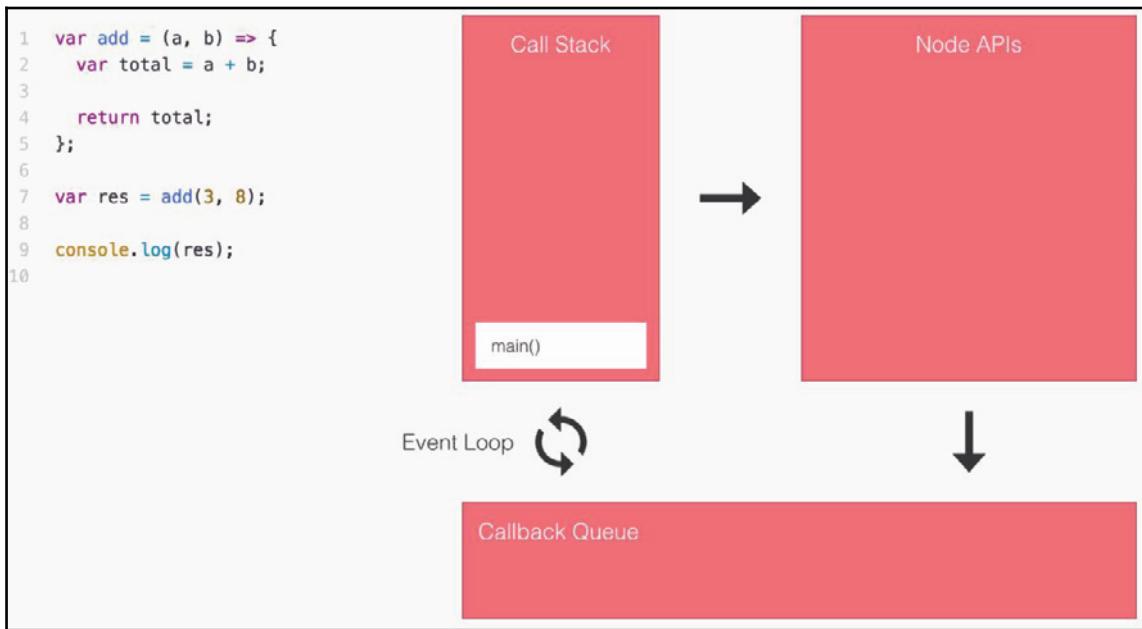 1 var add = (a, b) => {
2   var total = a + b;
3
4   return total;
5 };
6
7 var res = add(3, 8);
8
9 console.log(res);
10
Call Stack
main()
Node APIs
Event Loop
Callback Queue